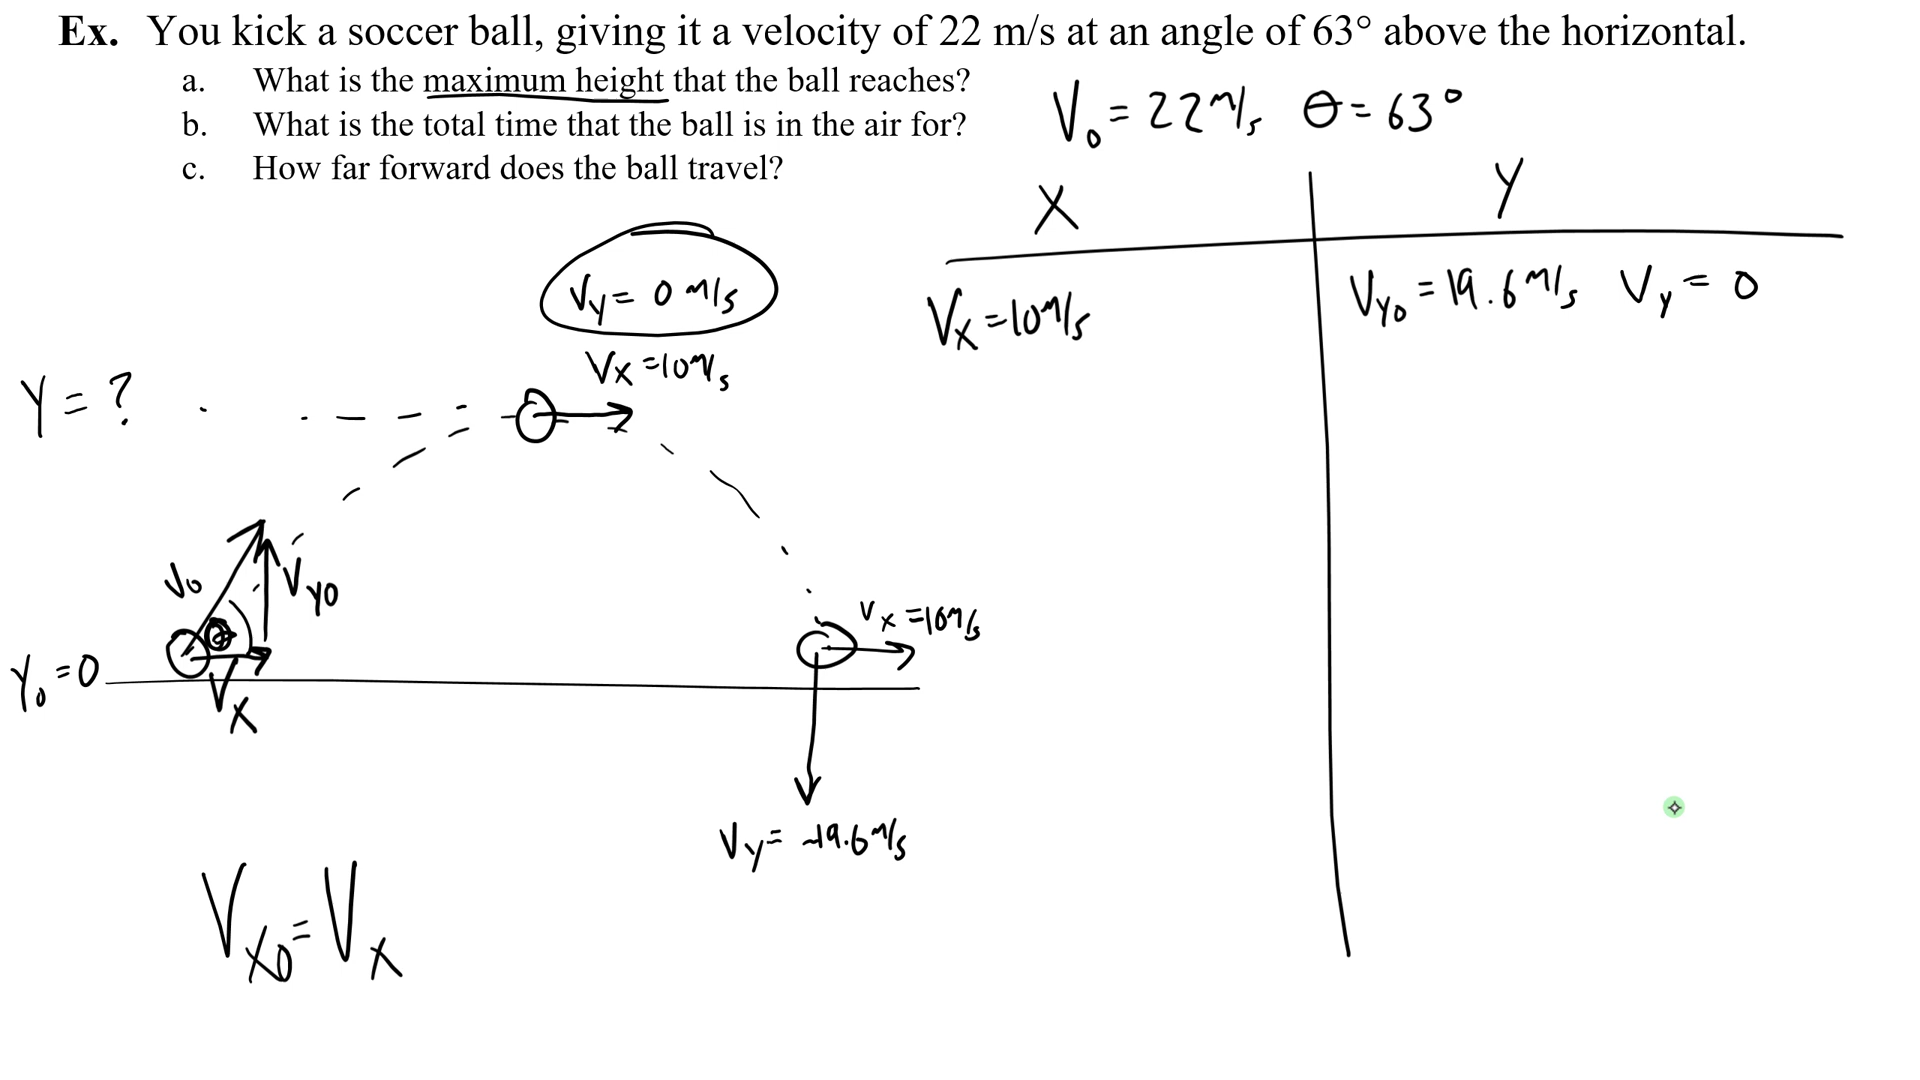 Ex. You kick a soccer ball, giving it a velocity of 22 m/s at an angle of 63° above the horizontal.
a. What is the maximum height that the ball reaches?
b. What is the total time that the ball is in the air for?
c. How far forward does the ball travel?
V₀ = 22 m/s θ = 63°
X
Y
Vy = 0 m/s
Vx = 10 m/s
Vy0 = 19.6 m/s Vy = 0
Vx = 10 m/s
Y = ?
V0
Vy0
θ
Vx = 10 m/s
Y₀ = 0
Vx
Vy = -19.6 m/s
Vx0 = Vx